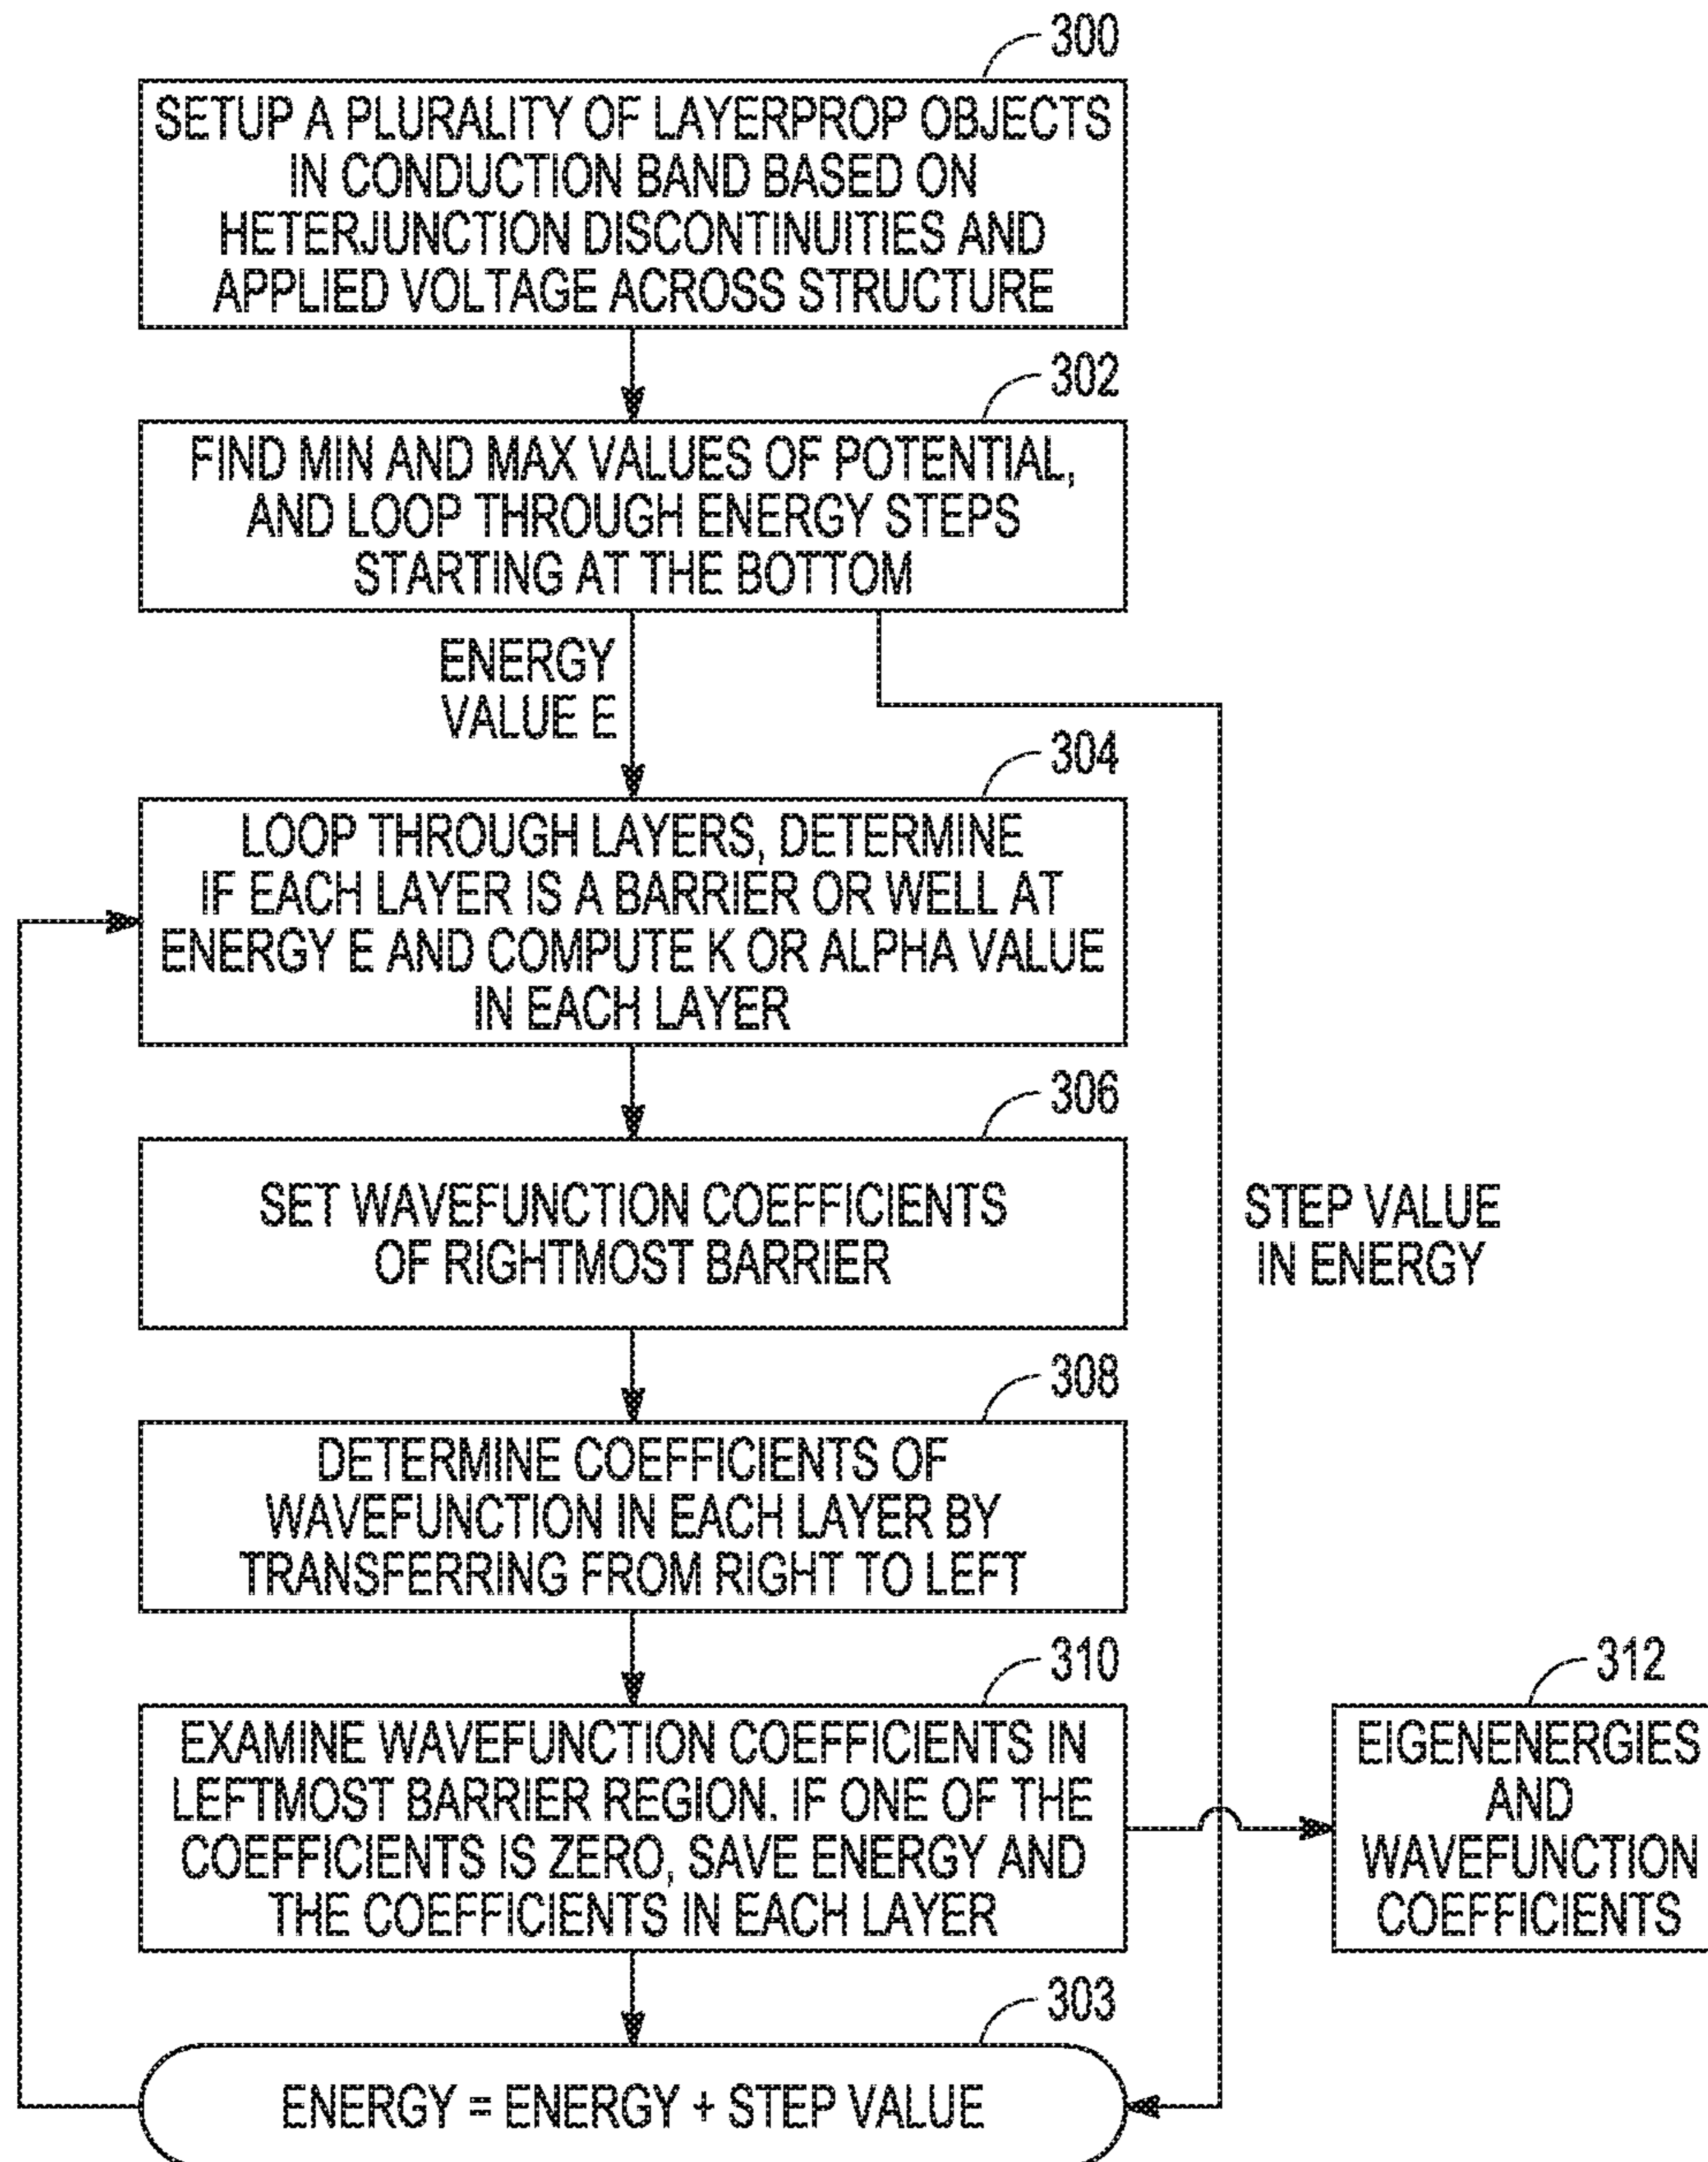 300
SETUP A PLURALITY OF LAYERPROP OBJECTS
IN CONDUCTION BAND BASED ON
HETERJUNCTION DISCONTINUITIES AND
APPLIED VOLTAGE ACROSS STRUCTURE
302
FIND MIN AND MAX VALUES OF POTENTIAL,
AND LOOP THROUGH ENERGY STEPS
STARTING AT THE BOTTOM
ENERGY
VALUE E
304
LOOP THROUGH LAYERS, DETERMINE
IF EACH LAYER IS A BARRIER OR WELL AT
ENERGY E AND COMPUTE K OR ALPHA VALUE
IN EACH LAYER
306
SET WAVEFUNCTION COEFFICIENTS
OF RIGHTMOST BARRIER
STEP VALUE
IN ENERGY
308
DETERMINE COEFFICIENTS OF
WAVEFUNCTION IN EACH LAYER BY
TRANSFERRING FROM RIGHT TO LEFT
310
EXAMINE WAVEFUNCTION COEFFICIENTS IN
LEFTMOST BARRIER REGION. IF ONE OF THE
COEFFICIENTS IS ZERO, SAVE ENERGY AND
THE COEFFICIENTS IN EACH LAYER
312
EIGENENERGIES
AND
WAVEFUNCTION
COEFFICIENTS
303
ENERGY = ENERGY + STEP VALUE